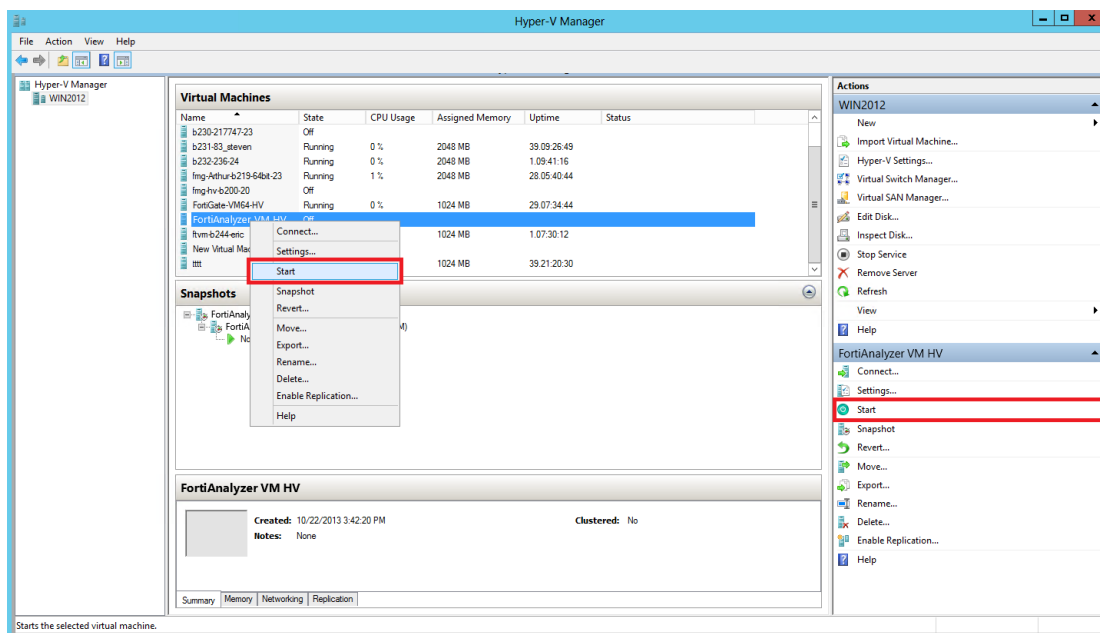 Hyper-V Manager
File Action View Help
Hyper-V Manager
WIN2012
Virtual Machines
Name State CPU Usage Assigned Memory Uptime Status
b230-217747-23 Off
b231-83_steven Running 0 % 2048 MB 39.09:26:49
b232-236-24 Running 0 % 2048 MB 1.09:41:16
fmg-Arthur-b219-64bit-23 Running 1 % 2048 MB 28.05:40:44
fmg-hv-b200-20 Off
FortiGate-VM64-HV Running 0 % 1024 MB 29.07:34:44
FortiAnalyzer VM HV Off
ftvm-b244-eric 1024 MB 1.07:30:12
New Virtual Mac
tttt 1024 MB 39.21:20:30
Connect...
Settings...
Start
Snapshot
Revert...
Move...
Export...
Rename...
Delete...
Enable Replication...
Help
Snapshots
FortiAnaly
FortiA M)
No
FortiAnalyzer VM HV
Created: 10/22/2013 3:42:20 PM Clustered: No
Notes: None
Summary Memory Networking Replication
Actions
WIN2012
New
Import Virtual Machine...
Hyper-V Settings...
Virtual Switch Manager...
Virtual SAN Manager...
Edit Disk...
Inspect Disk...
Stop Service
Remove Server
Refresh
View
Help
FortiAnalyzer VM HV
Connect...
Settings...
Start
Snapshot
Revert...
Move...
Export...
Rename...
Delete...
Enable Replication...
Help
Starts the selected virtual machine.